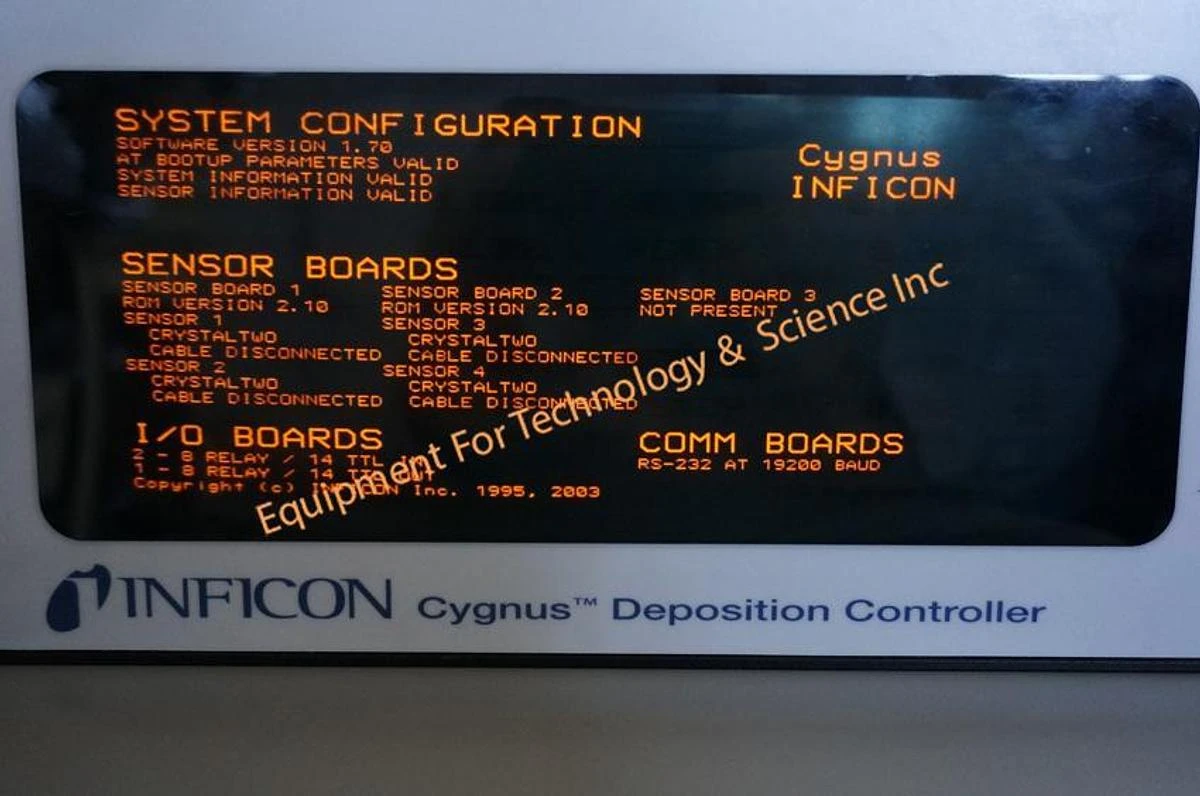 SYSTEM CONFIGURATION
SOFTWARE VERSION 1.70
AT BOOTUP PARAMETERS VALID
SYSTEM INFORMATION VALID
SENSOR INFORMATION VALID
Cygnus
INFICON
SENSOR BOARDS
SENSOR BOARD 1
ROM VERSION 2.10
SENSOR 1
CRYSTALTWO
CABLE DISCONNECTED
SENSOR 2
CRYSTALTWO
CABLE DISCONNECTED
SENSOR BOARD 2
ROM VERSION 2.10
SENSOR 3
CRYSTALTWO
CABLE DISCONNECTED
SENSOR 4
CRYSTALTWO
CABLE DISCONNECTED
SENSOR BOARD 3
NOT PRESENT
I/O BOARDS
2 - 8 RELAY / 14 TTL IN
1 - 8 RELAY / 14 TTL OUT
Copyright (c) INFICON Inc. 1995, 2003
COMM BOARDS
RS-232 AT 19200 BAUD
Equipment For Technology & Science Inc
INFICON Cygnus™ Deposition Controller